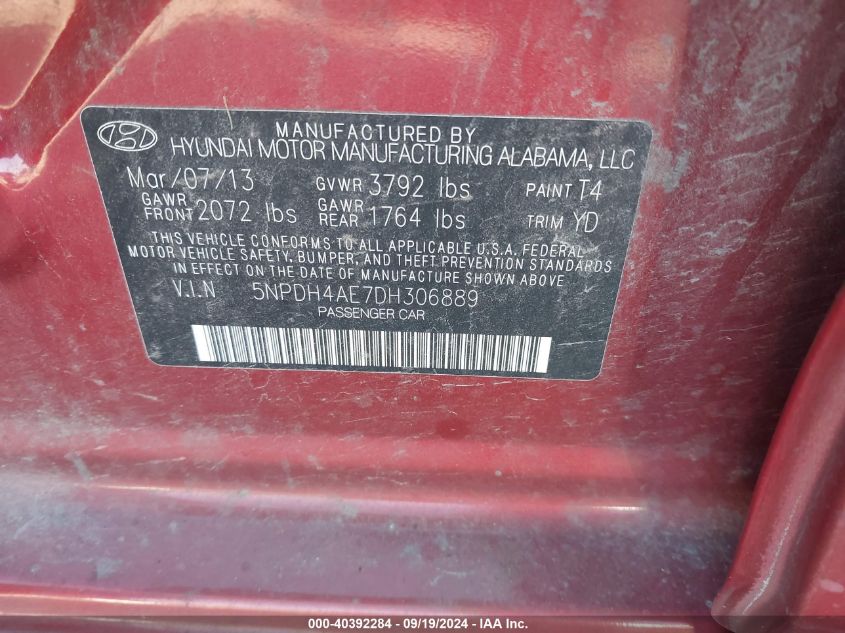 MANUFACTURED BY
HYUNDAI MOTOR MANUFACTURING ALABAMA, LLC
Mar/07/13 GVWR 3792 lbs PAINT T4
GAWR FRONT 2072 lbs GAWR REAR 1764 lbs TRIM YD
THIS VEHICLE CONFORMS TO ALL APPLICABLE U.S.A. FEDERAL
MOTOR VEHICLE SAFETY, BUMPER, AND THEFT PREVENTION STANDARDS
IN EFFECT ON THE DATE OF MANUFACTURE SHOWN ABOVE
V.I.N 5NPDH4AE7DH306889
PASSENGER CAR
000-40392284 - 09/19/2024 - IAA Inc.